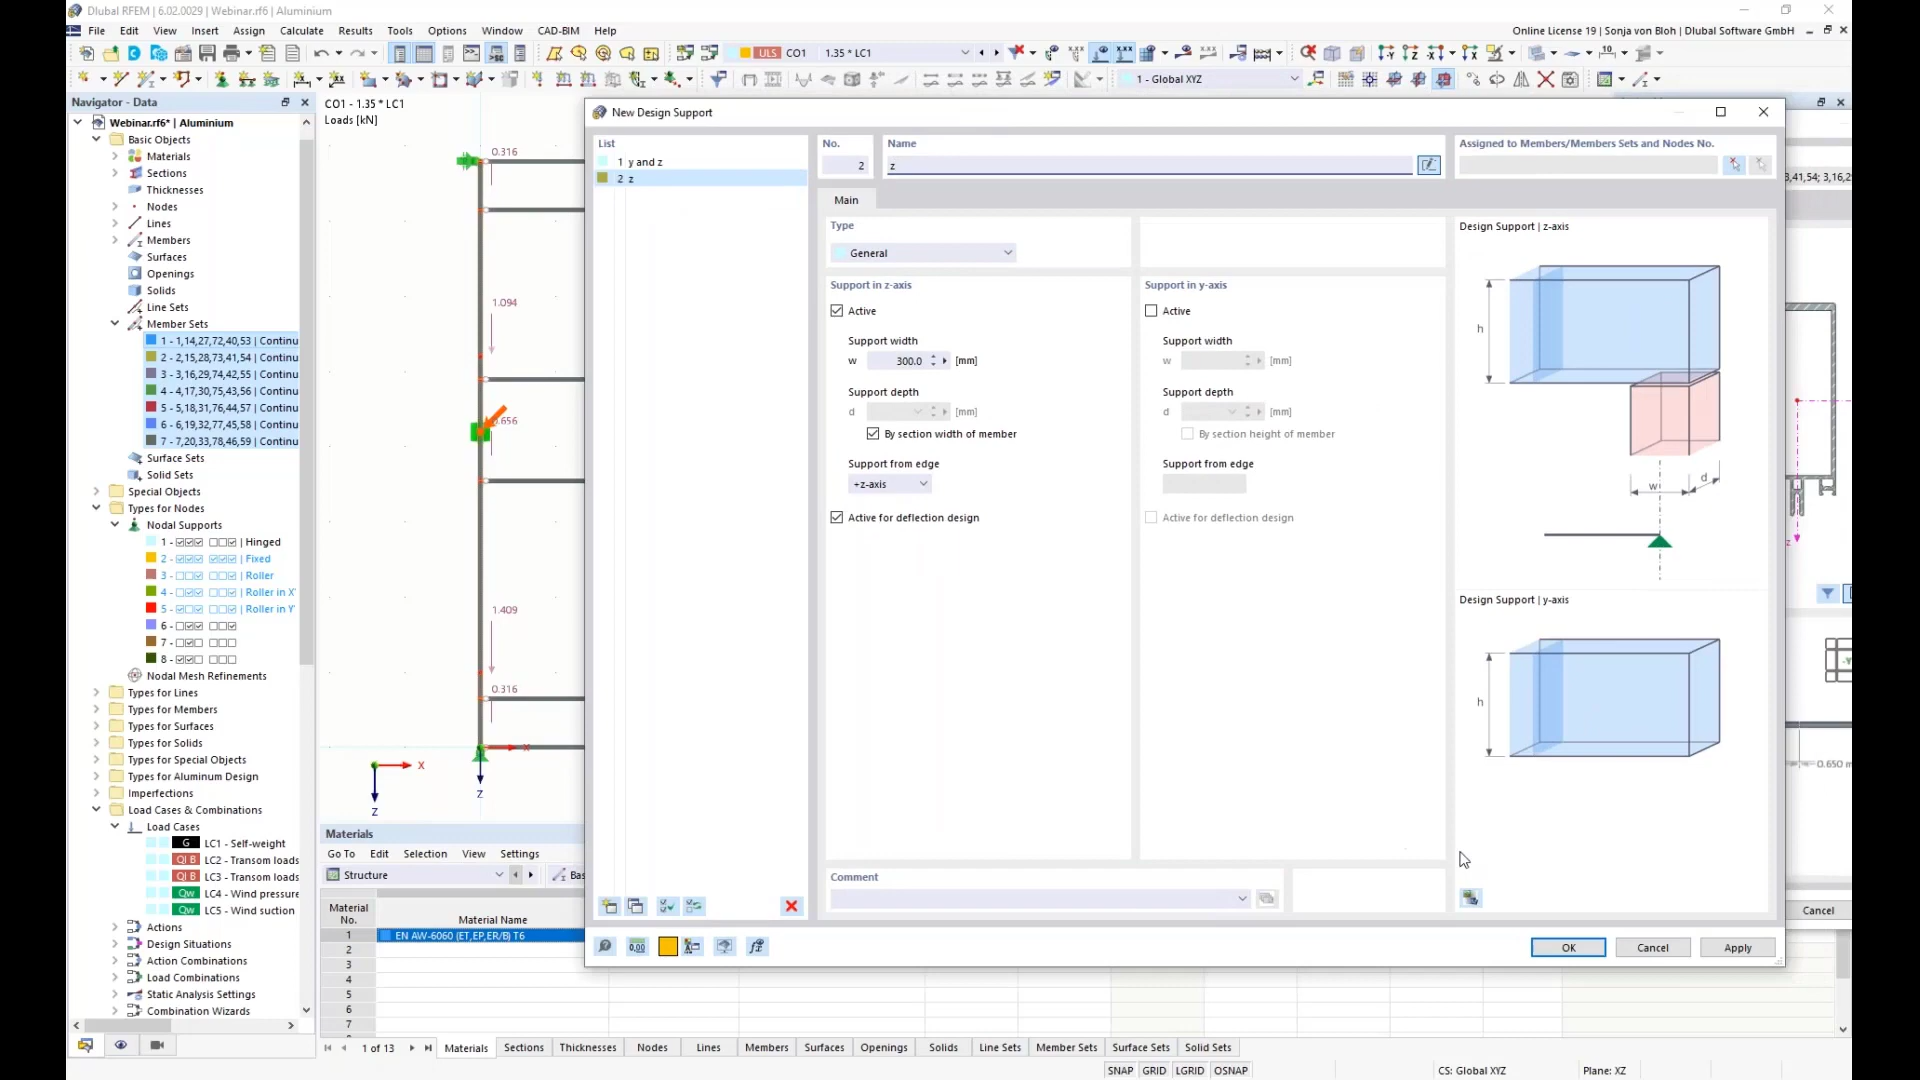 Dlubal RFEM | 6.02.0029 | Webinar.rf6* | Aluminium
File Edit View Insert Assign Calculate Results Tools Options Window CAD-BIM Help
Online License 19 | Sonja von Bloh | Dlubal Software GmbH
ULS CO1 1.35 * LC1
1 - Global XYZ
Navigator - Data
Webinar.rf6* | Aluminium
Basic Objects
Materials
Sections
Thicknesses
Nodes
Lines
Members
Surfaces
Openings
Solids
Line Sets
Member Sets
1 - 1,14,27,72,40,53 | Continu
2 - 2,15,28,73,41,54 | Continu
3 - 3,16,29,74,42,55 | Continu
4 - 4,17,30,75,43,56 | Continu
5 - 5,18,31,76,44,57 | Continu
6 - 6,19,32,77,45,58 | Continu
7 - 7,20,33,78,46,59 | Continu
Surface Sets
Solid Sets
Special Objects
Types for Nodes
Nodal Supports
1 - | Hinged
2 - | Fixed
3 - | Roller
4 - | Roller in X'
5 - | Roller in Y'
6 -
7 -
8 -
Nodal Mesh Refinements
Types for Lines
Types for Members
Types for Surfaces
Types for Solids
Types for Special Objects
Types for Aluminum Design
Imperfections
Load Cases & Combinations
Load Cases
G LC1 - Self-weight
QI B LC2 - Transom loads
QI B LC3 - Transom loads
Qw LC4 - Wind pressure
Qw LC5 - Wind suction
Actions
Design Situations
Action Combinations
Load Combinations
Static Analysis Settings
Combination Wizards
CO1 - 1.35 * LC1
Loads [kN]
0.316
1.094
0.656
1.409
0.316
X
Z
X
Z
New Design Support
List
1 y and z
2 z
No.
2
Name
z
Assigned to Members/Members Sets and Nodes No.
Main
Type
General
Support in z-axis
Active
Support width
w 300.0 [mm]
Support depth
d [mm]
By section width of member
Support from edge
+z-axis
Active for deflection design
Support in y-axis
Active
Support width
w [mm]
Support depth
d [mm]
By section height of member
Support from edge
Active for deflection design
Design Support | z-axis
h
w
d
Design Support | y-axis
h
Comment
OK Cancel Apply
3,41,54; 3,16,2
z
-Y
0.650 m
Cancel
Materials
Go To Edit Selection View Settings
Structure
Bas
Material
No.
Material Name
1 EN AW-6060 (ET,EP,ER/B) T6
2
3
4
5
6
7
1 of 13 Materials Sections Thicknesses Nodes Lines Members Surfaces Openings Solids Line Sets Member Sets Surface Sets Solid Sets
SNAP GRID LGRID OSNAP
CS: Global XYZ
Plane: XZ